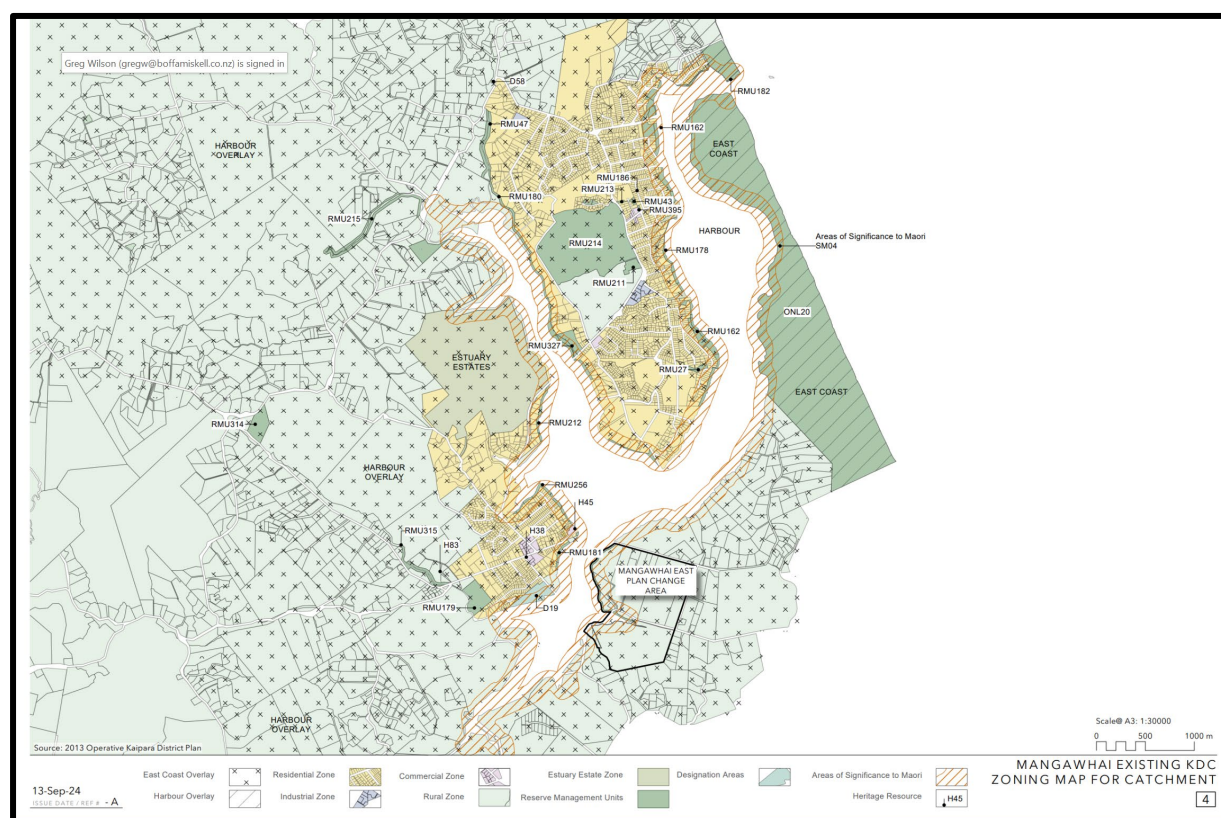 Greg Wilson (gregw@boffamiskell.co.nz) is signed in
D58
RMU182
RMU47
RMU162
HARBOUR
OVERLAY
EAST
COAST
RMU186
RMU213
RMU180
RMU43
RMU395
RMU215
HARBOUR
Areas of Significance to Maori
SM04
RMU214
RMU178
RMU211
ONL20
RMU162
RMU327
ESTUARY
ESTATES
RMU27
EAST COAST
RMU314
RMU212
HARBOUR
OVERLAY
RMU256
H45
RMU315
H38
H83
RMU181
MANGAWHAI EAST
PLAN CHANGE
AREA
RMU179
D19
HARBOUR
OVERLAY
Source: 2013 Operative Kaipara District Plan
Scale@ A3: 1:30000
0 500 1000 m
MANGAWHAI EXISTING KDC
ZONING MAP FOR CATCHMENT
4
13-Sep-24
ISSUE DATE / REF # - A
East Coast Overlay
Residential Zone
Commercial Zone
Estuary Estate Zone
Designation Areas
Areas of Significance to Maori
Harbour Overlay
Industrial Zone
Rural Zone
Reserve Management Units
Heritage Resource
H45